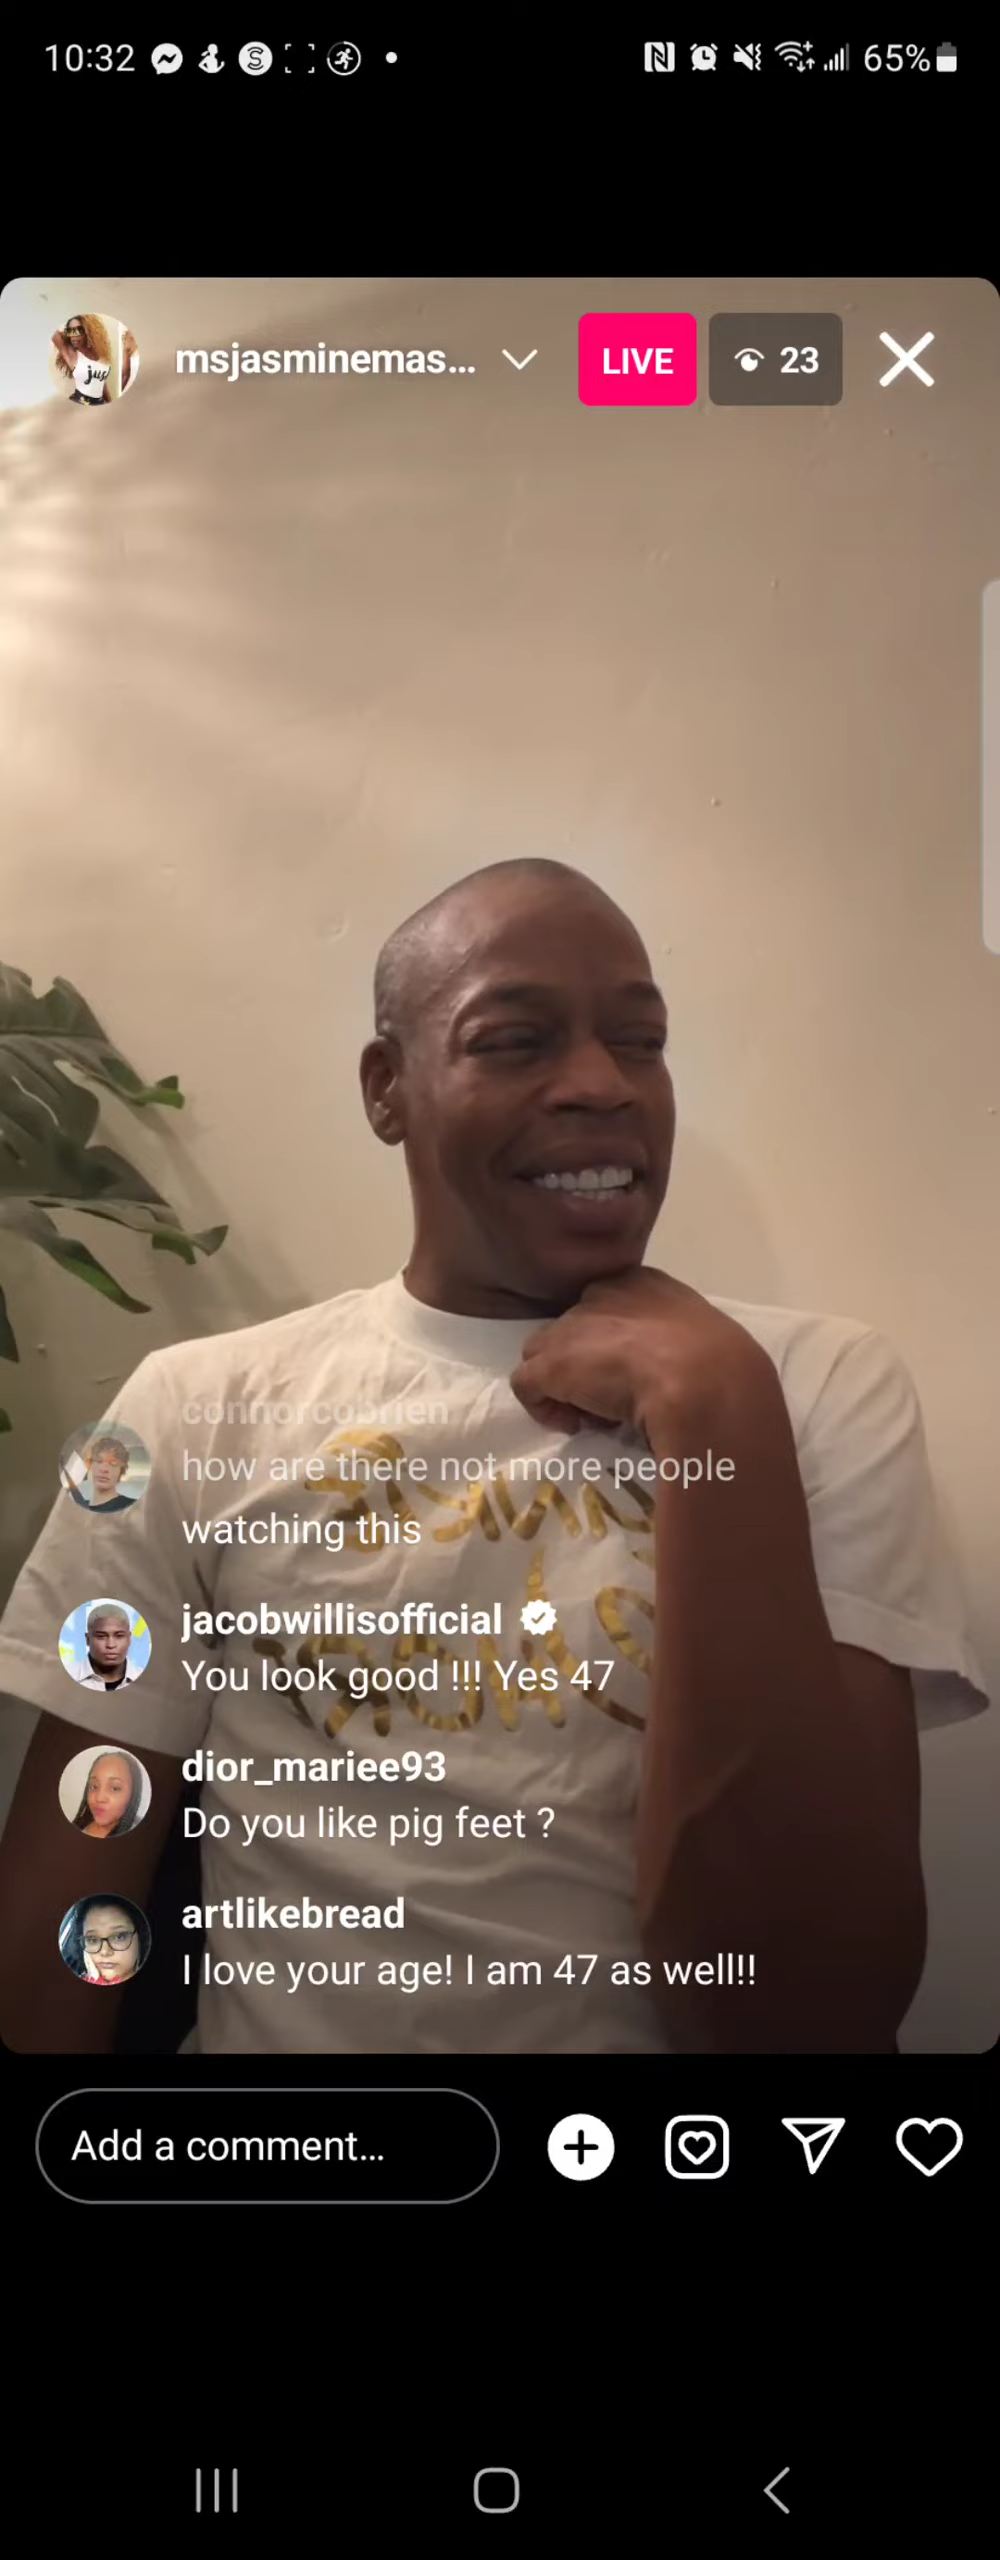 10:32
65%
msjasminemas...
LIVE
23
jus
connorcobrien
how are there not more people
watching this
jacobwillisofficial
You look good !!! Yes 47
dior_mariee93
Do you like pig feet ?
artlikebread
I love your age! I am 47 as well!!
Add a comment...